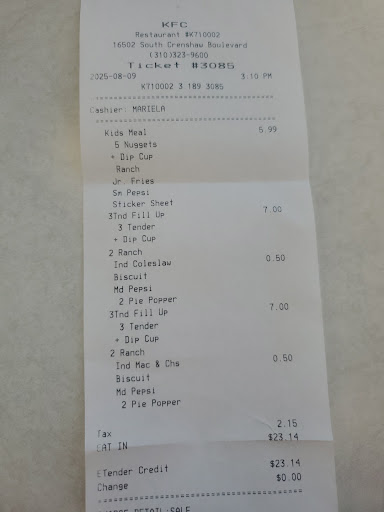 KFC
Restaurant #K710002
16502 South Crenshaw Boulevard
(310)323-9600
Ticket #3085
2025-08-09 3:10 PM
K710002 3 189 3085
Cashier: MARIELA
Kids Meal 5.99
5 Nuggets
+ Dip Cup
Ranch
Jr. Fries
Sm Pepsi
Sticker Sheet
3Tnd Fill Up 7.00
3 Tender
+ Dip Cup
2 Ranch
Ind Coleslaw 0.50
Biscuit
Md Pepsi
2 Pie Popper
3Tnd Fill Up 7.00
3 Tender
+ Dip Cup
2 Ranch
Ind Mac & Chs 0.50
Biscuit
Md Pepsi
2 Pie Popper
Tax 2.15
EAT IN $23.14
ETender Credit $23.14
Change $0.00
DETAIL:SALE